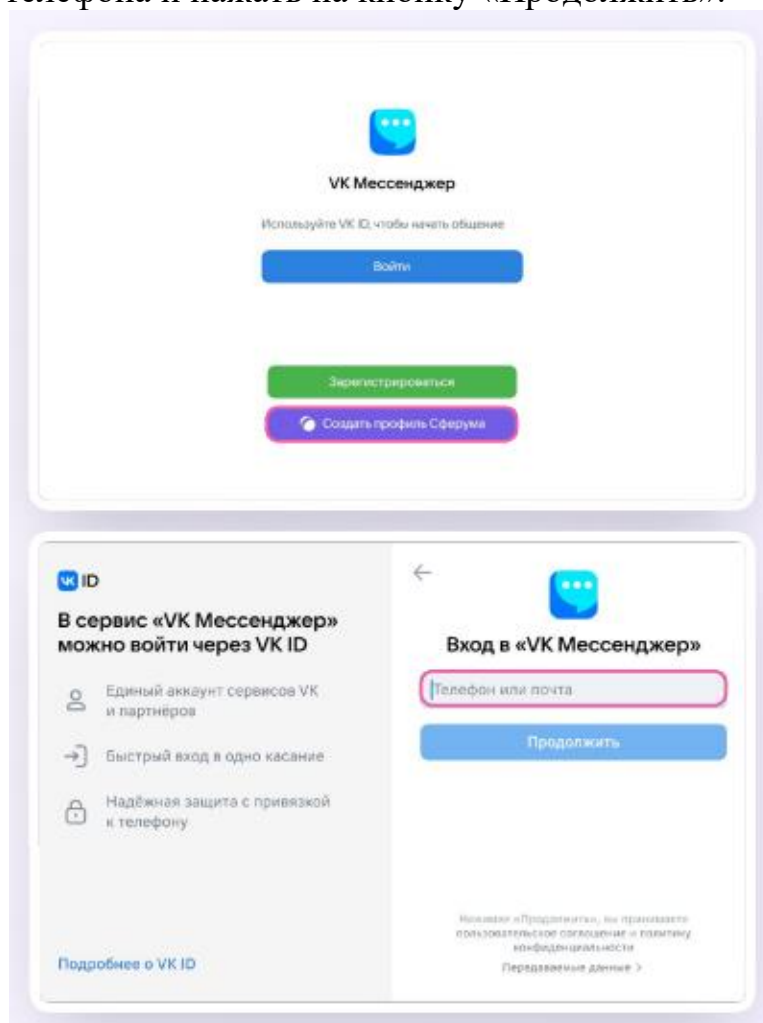 телефона и нажать на кнопку «Продолжить».
VK Мессенджер
Используйте VK ID, чтобы начать общение
Войти
Зарегистрироваться
Создать профиль Сферума
VK ID
В сервис «VK Мессенджер»
можно войти через VK ID
Единый аккаунт сервисов VK
и партнёров
Быстрый вход в одно касание
Надёжная защита с привязкой
к телефону
Подробнее о VK ID
Вход в «VK Мессенджер»
Телефон или почта
Продолжить
Нажимая «Продолжить», вы принимаете
пользовательское соглашение и политику
конфиденциальности
Передаваемые данные >